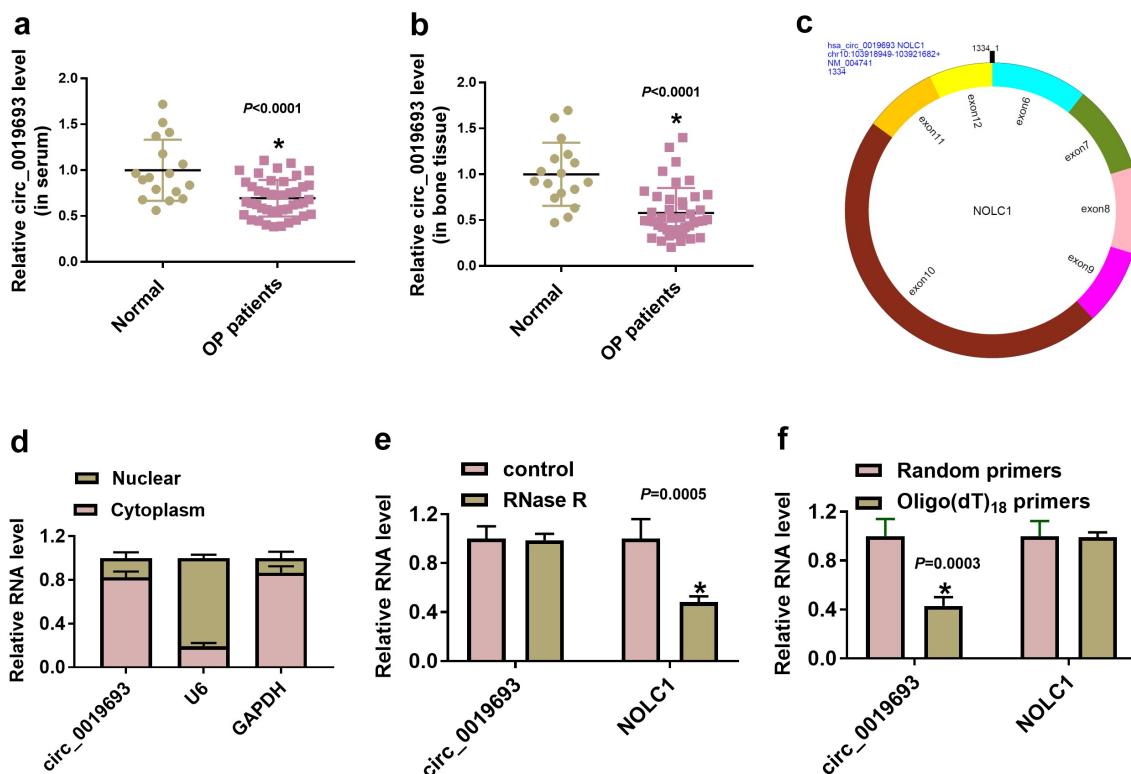 a
Relative circ_0019693 level
(in serum)
2.0
1.5
1.0
0.5
0.0
P<0.0001
*
Normal
OP patients
b
Relative circ_0019693 level
(in bone tissue)
2.0
1.5
1.0
0.5
0.0
P<0.0001
*
Normal
OP patients
c
hsa_circ_0019693 NOLC1
chr10:103918949-103921682+
NM_004741
1334
1334 1
exon6
exon7
exon8
exon9
exon10
exon11
exon12
NOLC1
d
Nuclear
Cytoplasm
Relative RNA level
1.2
0.8
0.4
0.0
circ_0019693
U6
GAPDH
e
control
RNase R
Relative RNA level
1.2
0.8
0.4
0.0
P=0.0005
*
circ_0019693
NOLC1
f
Random primers
Oligo(dT)18 primers
Relative RNA level
1.2
0.8
0.4
0.0
P=0.0003
*
circ_0019693
NOLC1